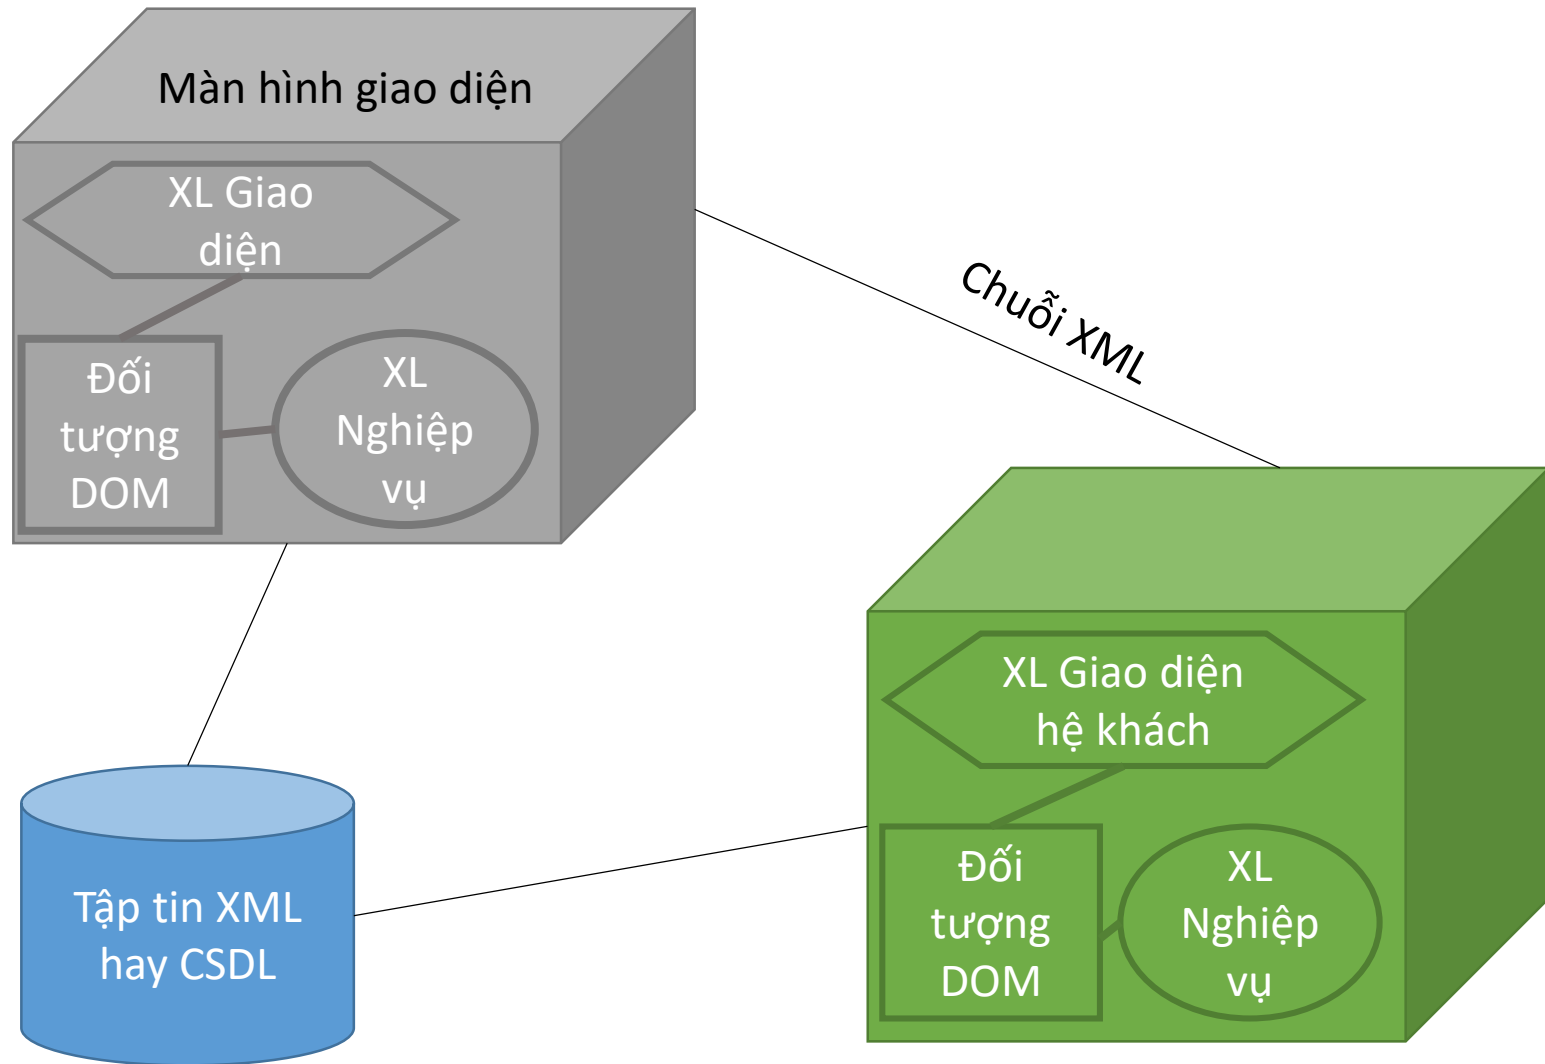 Màn hình giao diện
XL Giao
diện
Đối
tượng
DOM
XL
Nghiệp
vụ
Chuỗi XML
XL Giao diện
hệ khách
Đối
tượng
DOM
XL
Nghiệp
vụ
Tập tin XML
hay CSDL